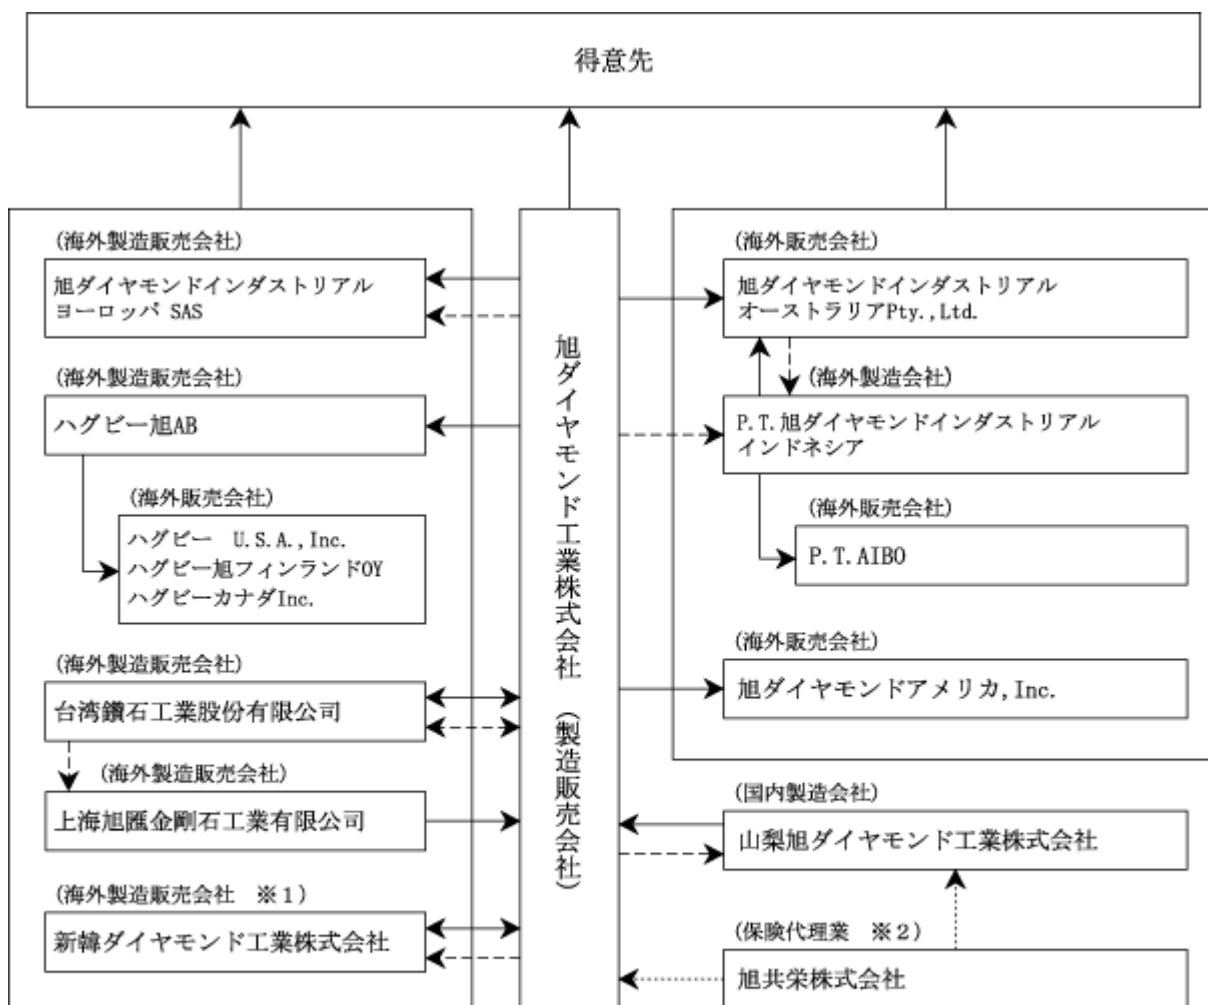 得意先
(海外製造販売会社)
旭ダイヤモンドインダストリアル
ヨーロッパ SAS
(海外製造販売会社)
ハグビー旭AB
(海外販売会社)
ハグビー　U.S.A.,Inc.
ハグビー旭フィンランドOY
ハグビーカナダInc.
(海外製造販売会社)
台湾鑽石工業股份有限公司
(海外製造販売会社)
上海旭匯金剛石工業有限公司
(海外製造販売会社　※1)
新韓ダイヤモンド工業株式会社
旭ダイヤモンド工業株式会社　(製造販売会社)
(海外販売会社)
旭ダイヤモンドインダストリアル
オーストラリアPty.,Ltd.
(海外製造会社)
P.T.旭ダイヤモンドインダストリアル
インドネシア
(海外販売会社)
P.T.AIBO
(海外販売会社)
旭ダイヤモンドアメリカ,Inc.
(国内製造会社)
山梨旭ダイヤモンド工業株式会社
(保険代理業　※2)
旭共栄株式会社